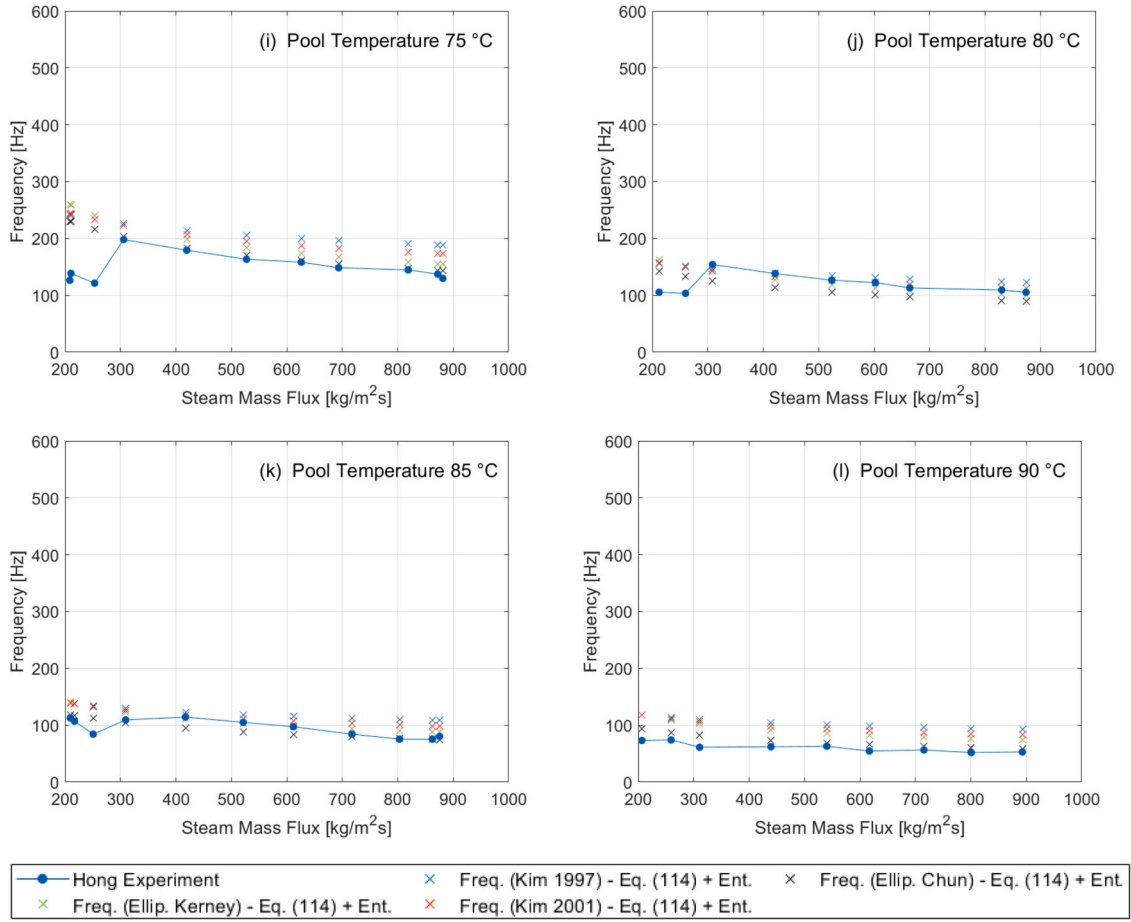 (i) Pool Temperature 75 °C
600
500
400
300
200
100
0
Frequency [Hz]
200 300 400 500 600 700 800 900 1000
Steam Mass Flux [kg/m²s]
(j) Pool Temperature 80 °C
600
500
400
300
200
100
0
Frequency [Hz]
200 300 400 500 600 700 800 900 1000
Steam Mass Flux [kg/m²s]
(k) Pool Temperature 85 °C
600
500
400
300
200
100
0
Frequency [Hz]
200 300 400 500 600 700 800 900 1000
Steam Mass Flux [kg/m²s]
(l) Pool Temperature 90 °C
600
500
400
300
200
100
0
Frequency [Hz]
200 300 400 500 600 700 800 900 1000
Steam Mass Flux [kg/m²s]
Hong Experiment
Freq. (Kim 1997) - Eq. (114) + Ent.
Freq. (Ellip. Chun) - Eq. (114) + Ent.
Freq. (Ellip. Kerney) - Eq. (114) + Ent.
Freq. (Kim 2001) - Eq. (114) + Ent.